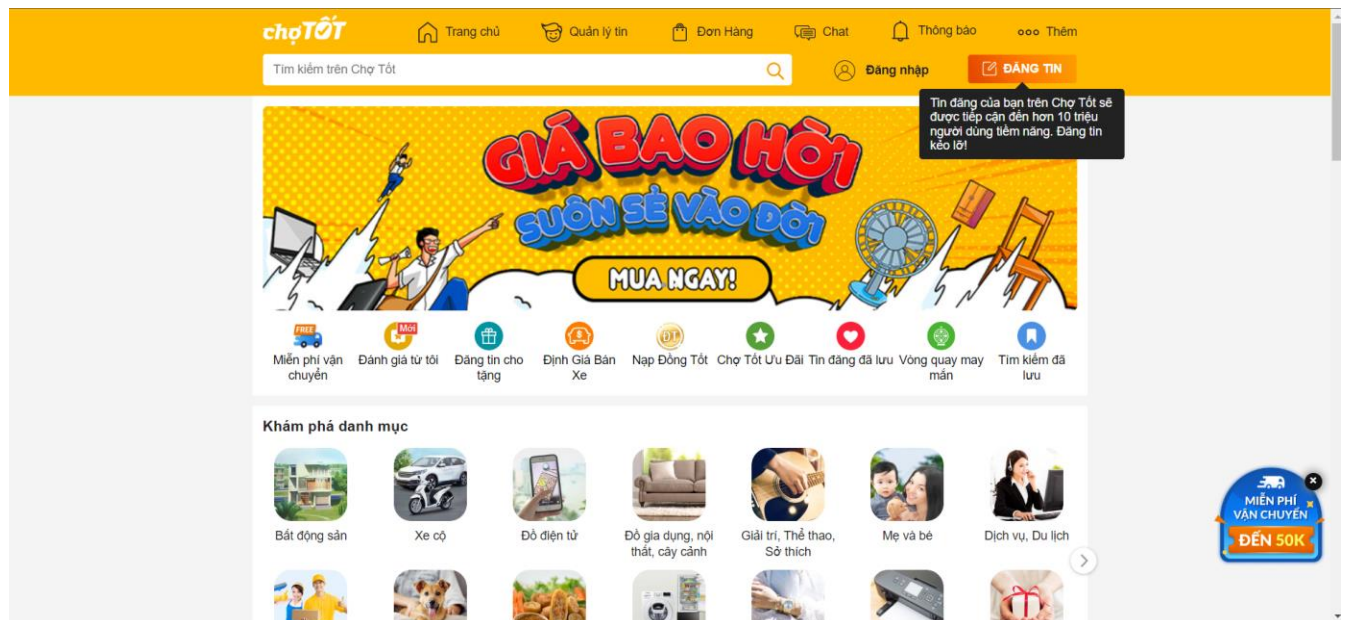 chợTỐT
Trang chủ
Quản lý tin
Đơn Hàng
Chat
Thông báo
ooo Thêm
Tìm kiếm trên Chợ Tốt
Đăng nhập
ĐĂNG TIN
Tin đăng của bạn trên Chợ Tốt sẽ
được tiếp cận đến hơn 10 triệu
người dùng tiềm năng. Đăng tin
kẻo lỡ!
GIÁ BAO HỜI
SUÔN SẺ VÀO ĐỜI
MUA NGAY!
FREE
Miễn phí vận
chuyển
Mới
Đánh giá từ tôi
Đăng tin cho
tặng
Định Giá Bán
Xe
ĐT
Nạp Đồng Tốt
Chợ Tốt Ưu Đãi
Tin đăng đã lưu
Vòng quay may
mắn
Tìm kiếm đã
lưu
Khám phá danh mục
Bất động sản
Xe cộ
Đồ điện tử
Đồ gia dụng, nội
thất, cây cảnh
Giải trí, Thể thao,
Sở thích
Mẹ và bé
Dịch vụ, Du lịch
MIỄN PHÍ
VẬN CHUYỂN
ĐẾN 50K